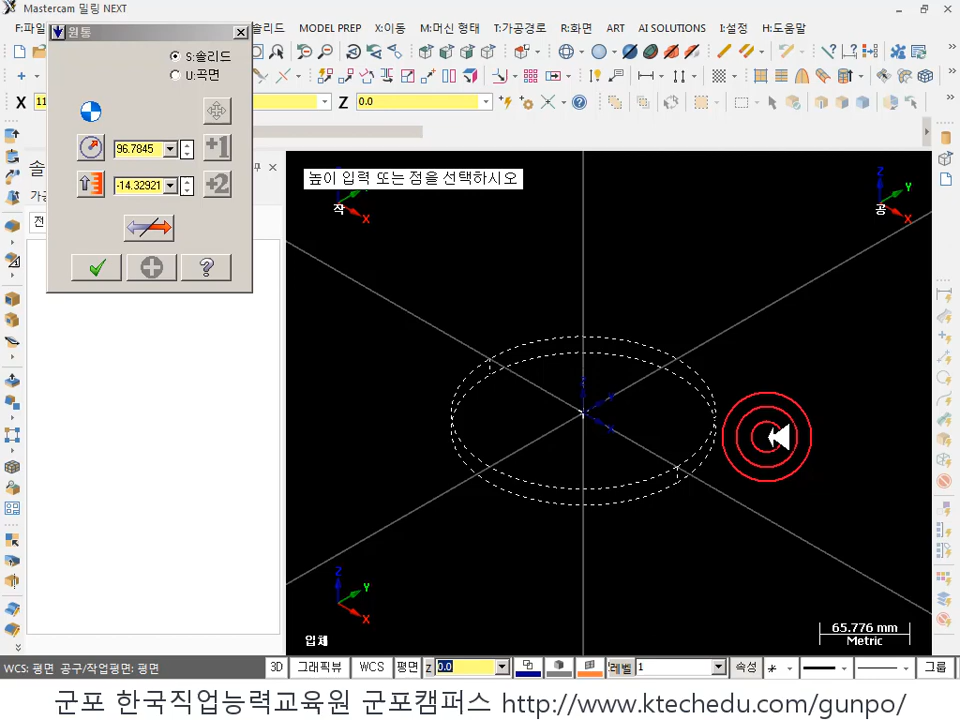 Mastercam 밀링 NEXT
원통
솔리드 MODEL PREP X:이동 M:머신 형태 T:가공경로 R:화면 ART AI SOLUTIONS I:설정 H:도움말
S:솔리드
U:곡면
X 11 Z 0.0
96.7845 +1
-14.32921 +2
높이 입력 또는 점을 선택하시오
Z Y
작 X 공 X
Z
Y
X
입체
65.776 mm
Metric
WCS: 평면 공구/작업평면: 평면 3D 그래픽뷰 WCS 평면 Z 0.0 레벨 1 속성 그룹
군포 한국직업능력교육원 군포캠퍼스 http://www.ktechedu.com/gunpo/